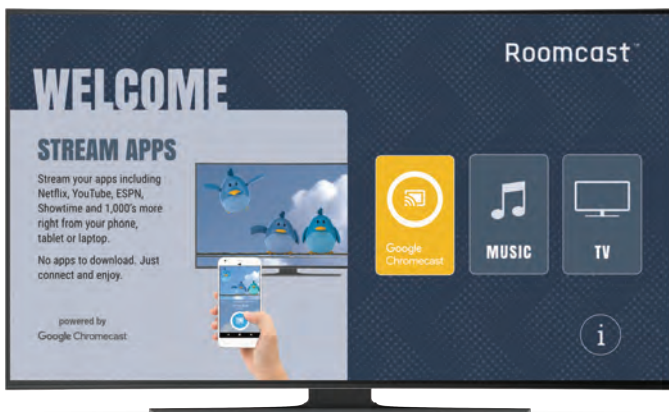 Roomcast™
WELCOME
STREAM APPS
Stream your apps including
Netflix, YouTube, ESPN,
Showtime and 1,000's more
right from your phone,
tablet or laptop.
No apps to download. Just
connect and enjoy.
powered by
Google Chromecast
Google
Chromecast
MUSIC
TV
i